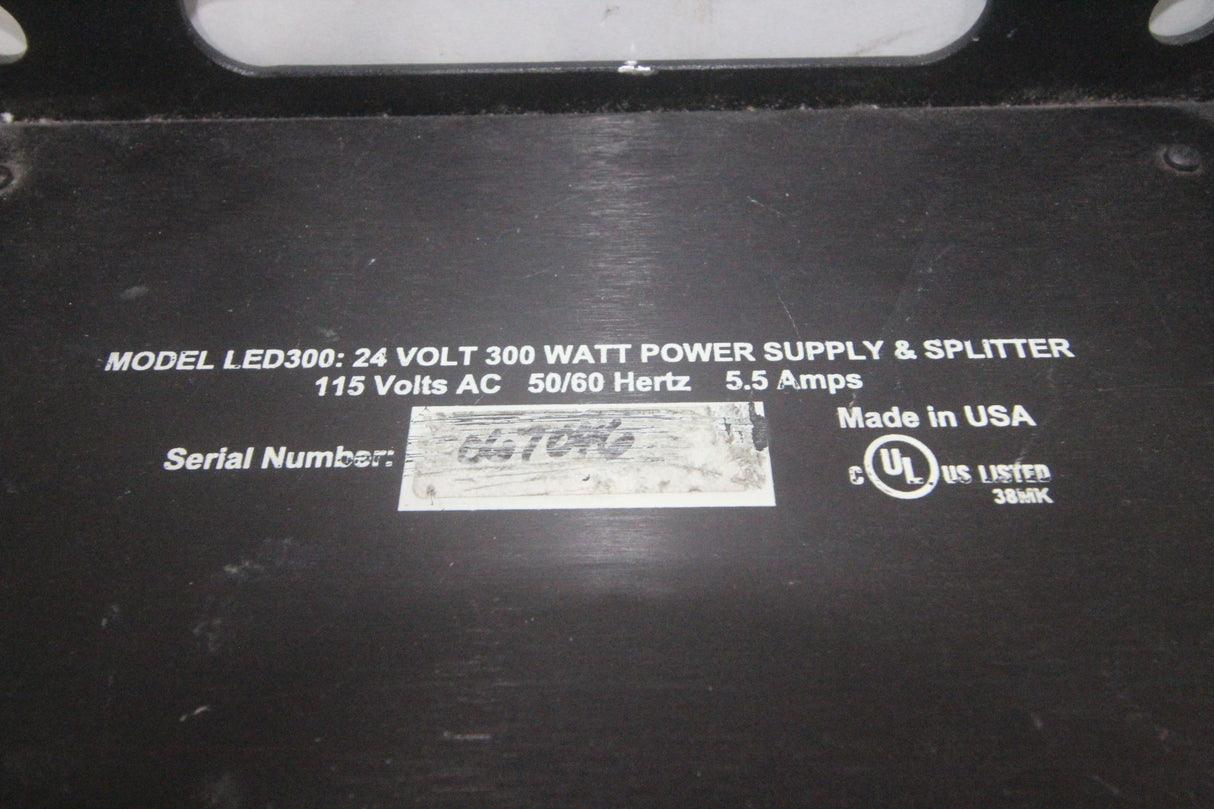 MODEL LED300: 24 VOLT 300 WATT POWER SUPPLY & SPLITTER
115 Volts AC 50/60 Hertz 5.5 Amps
Made in USA
Serial Number:
C UL US LISTED
38MK